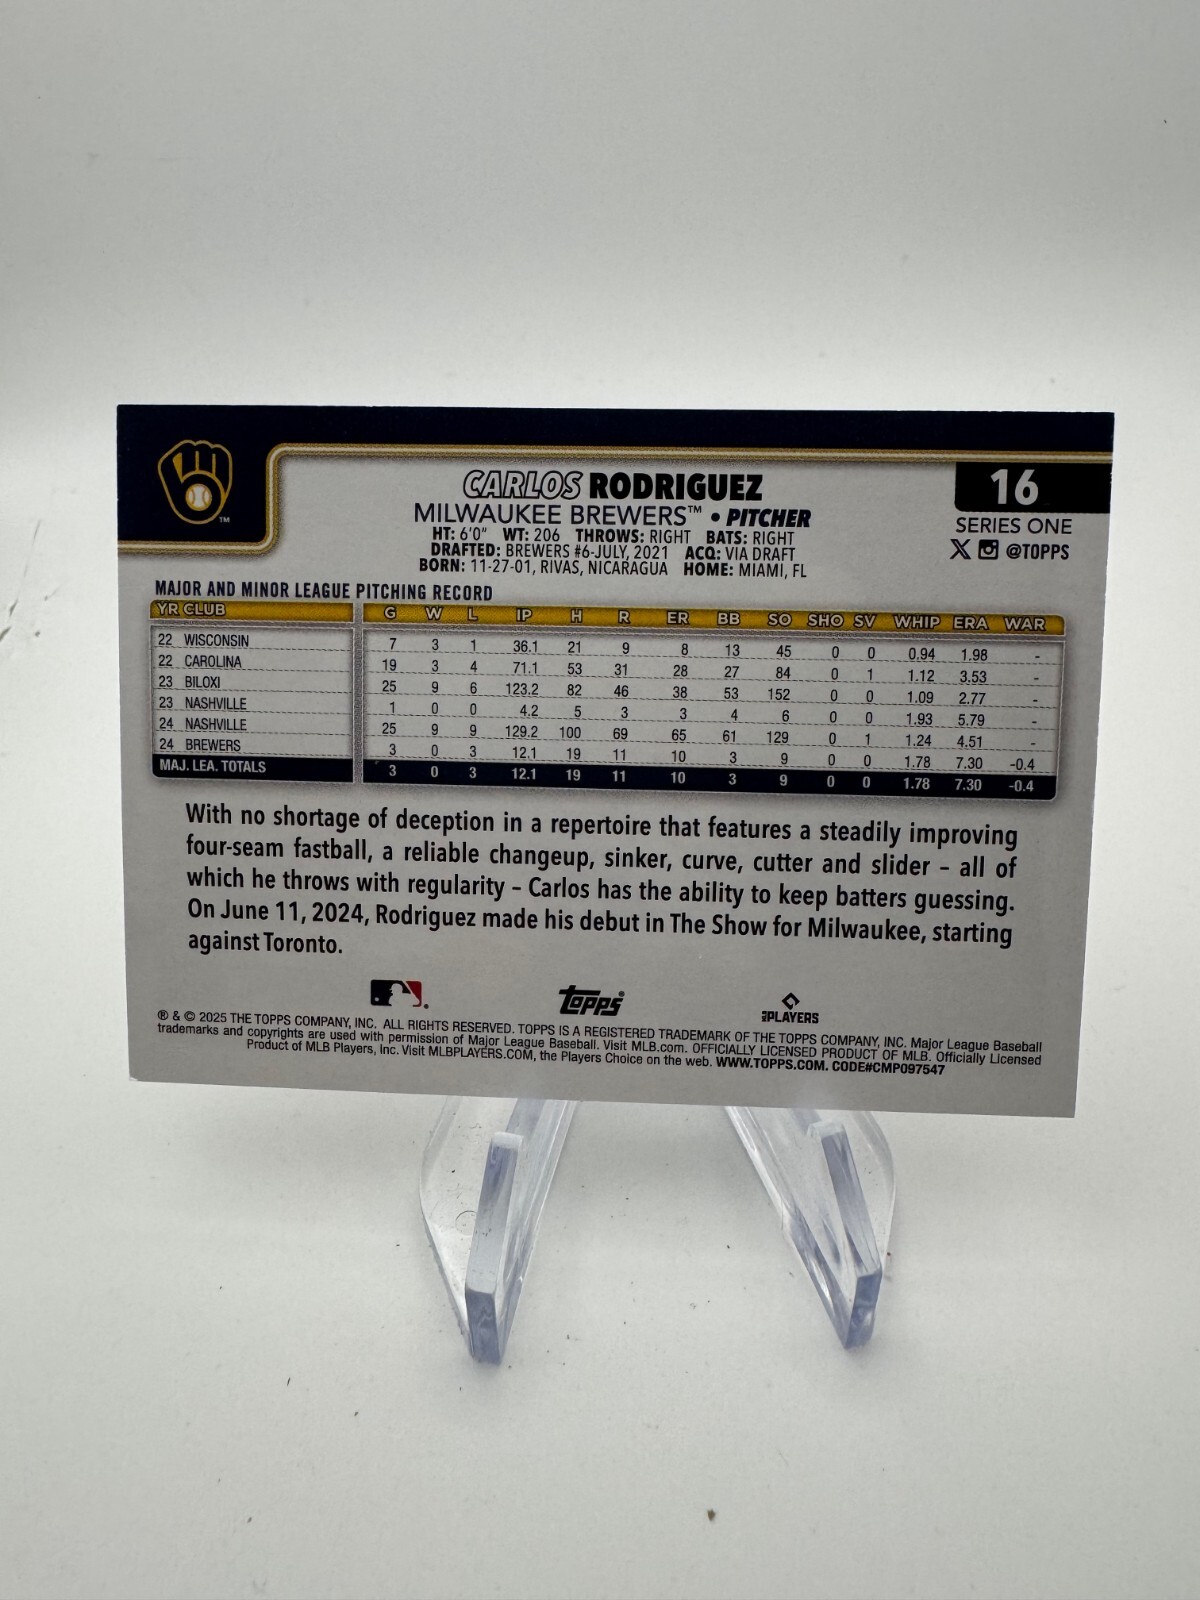 16
CARLOS RODRIGUEZ
SERIES ONE
MILWAUKEE BREWERS™ • PITCHER
@TOPPS
HT: 6'0" WT: 206 THROWS: RIGHT BATS: RIGHT
DRAFTED: BREWERS #6-JULY, 2021 ACQ: VIA DRAFT
BORN: 11-27-01, RIVAS, NICARAGUA HOME: MIAMI, FL
MAJOR AND MINOR LEAGUE PITCHING RECORD
YR CLUB G W L IP H R ER BB SO SHO SV WHIP ERA WAR
22 WISCONSIN 7 3 1 36.1 21 9 8 13 45 0 0 0.94 1.98 -
22 CAROLINA 19 3 4 71.1 53 31 28 27 84 0 1 1.12 3.53 -
23 BILOXI 25 9 6 123.2 82 46 38 53 152 0 0 1.09 2.77 -
23 NASHVILLE 1 0 0 4.2 5 3 3 4 6 0 0 1.93 5.79 -
24 NASHVILLE 25 9 9 129.2 100 69 65 61 129 0 1 1.24 4.51 -
24 BREWERS 3 0 3 12.1 19 11 10 3 9 0 0 1.78 7.30 -0.4
MAJ. LEA. TOTALS 3 0 3 12.1 19 11 10 3 9 0 0 1.78 7.30 -0.4
With no shortage of deception in a repertoire that features a steadily improving
four-seam fastball, a reliable changeup, sinker, curve, cutter and slider – all of
which he throws with regularity – Carlos has the ability to keep batters guessing.
On June 11, 2024, Rodriguez made his debut in The Show for Milwaukee, starting
against Toronto.
Topps
MLB PLAYERS
® & © 2025 THE TOPPS COMPANY, INC. ALL RIGHTS RESERVED. TOPPS IS A REGISTERED TRADEMARK OF THE TOPPS COMPANY, INC. Major League Baseball
trademarks and copyrights are used with permission of Major League Baseball. Visit MLB.com. OFFICIALLY LICENSED PRODUCT OF MLB. Officially Licensed
Product of MLB Players, Inc. Visit MLBPLAYERS.COM, the Players Choice on the web. WWW.TOPPS.COM. CODE#CMP097547